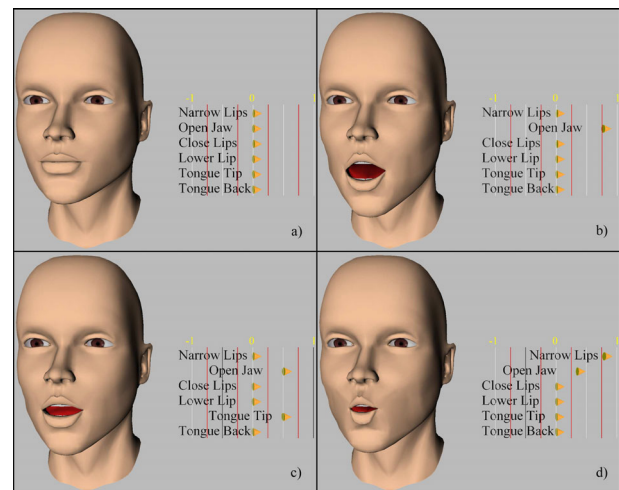 -1 0 1
Narrow Lips
Open Jaw
Close Lips
Lower Lip
Tongue Tip
Tongue Back
a)
-1 0
Narrow Lips
Open Jaw
Close Lips
Lower Lip
Tongue Tip
Tongue Back
b)
-1 0
Narrow Lips
Open Jaw
Close Lips
Lower Lip
Tongue Tip
Tongue Back
c)
-1 0
Narrow Lips
Open Jaw
Close Lips
Lower Lip
Tongue Tip
Tongue Back
d)